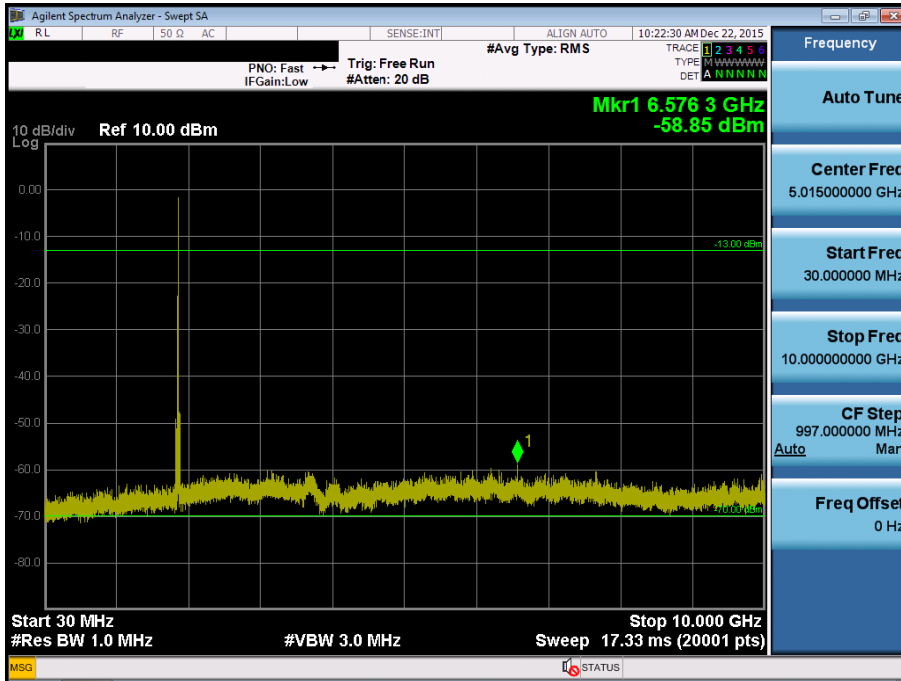 Agilent Spectrum Analyzer - Swept SA
LXI RL RF 50 Ω AC SENSE:INT ALIGN AUTO 10:22:30 AM Dec 22, 2015
#Avg Type: RMS
TRACE 1 2 3 4 5 6
TYPE M WWWWW
DET A N N N N N
PNO: Fast
IFGain:Low
Trig: Free Run
#Atten: 20 dB
Mkr1 6.576 3 GHz
-58.85 dBm
10 dB/div Ref 10.00 dBm
Log
0.00
-10.0
-13.00 dBm
-20.0
-30.0
-40.0
-50.0
1
-60.0
-70.0
-70.00 dBm
-80.0
Start 30 MHz Stop 10.000 GHz
#Res BW 1.0 MHz #VBW 3.0 MHz Sweep 17.33 ms (20001 pts)
MSG STATUS
Frequency
Auto Tune
Center Freq
5.015000000 GHz
Start Freq
30.000000 MHz
Stop Freq
10.000000000 GHz
CF Step
997.000000 MHz
Auto Man
Freq Offset
0 Hz